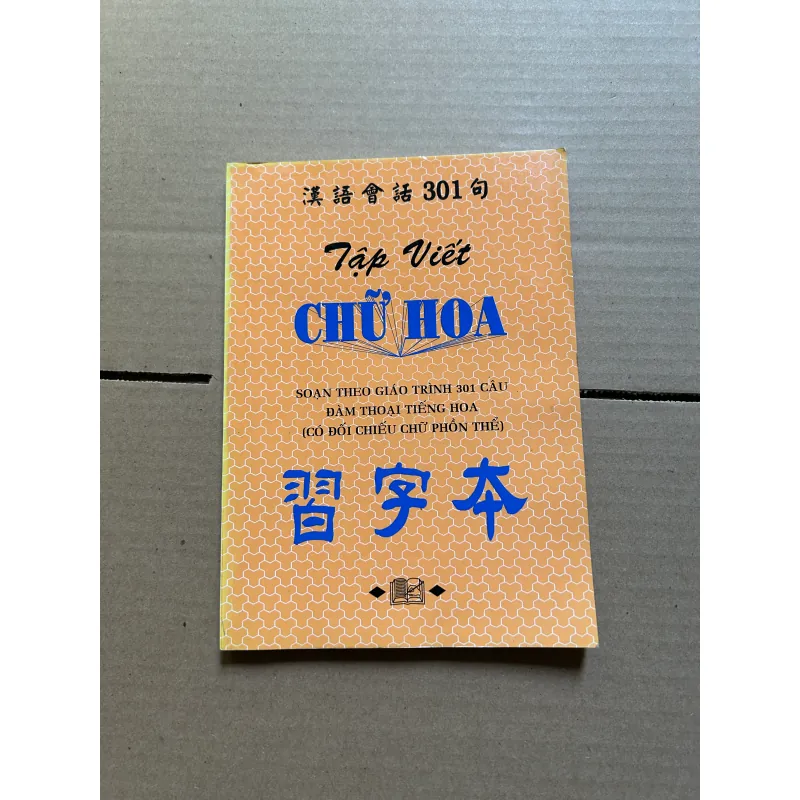 漢語會話301句
Tập Viết
CHỮ HOA
SOẠN THEO GIÁO TRÌNH 301 CÂU
ĐÀM THOẠI TIẾNG HOA
(CÓ ĐỐI CHIẾU CHỮ PHỒN THỂ)
習字本